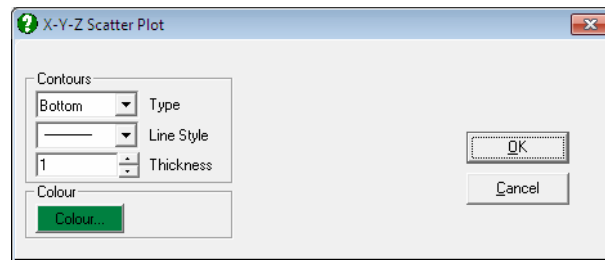 X-Y-Z Scatter Plot
Contours
Bottom Type
Line Style
1 Thickness
OK
Cancel
Colour
Colour...